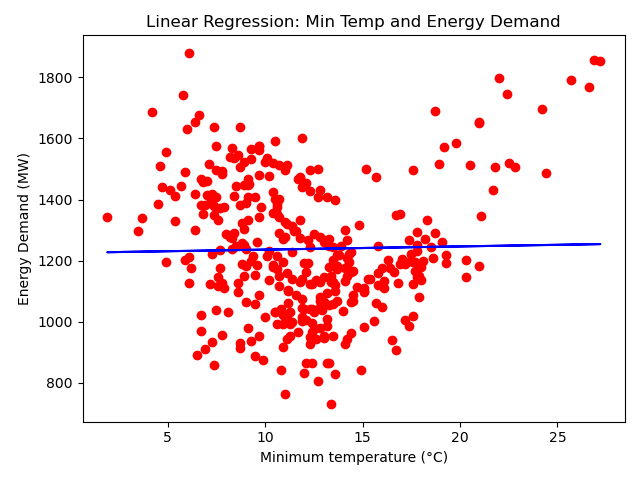 Linear Regression: Min Temp and Energy Demand
Energy Demand (MW)
1800
1600
1400
1200
1000
800
5 10 15 20 25
Minimum temperature (°C)